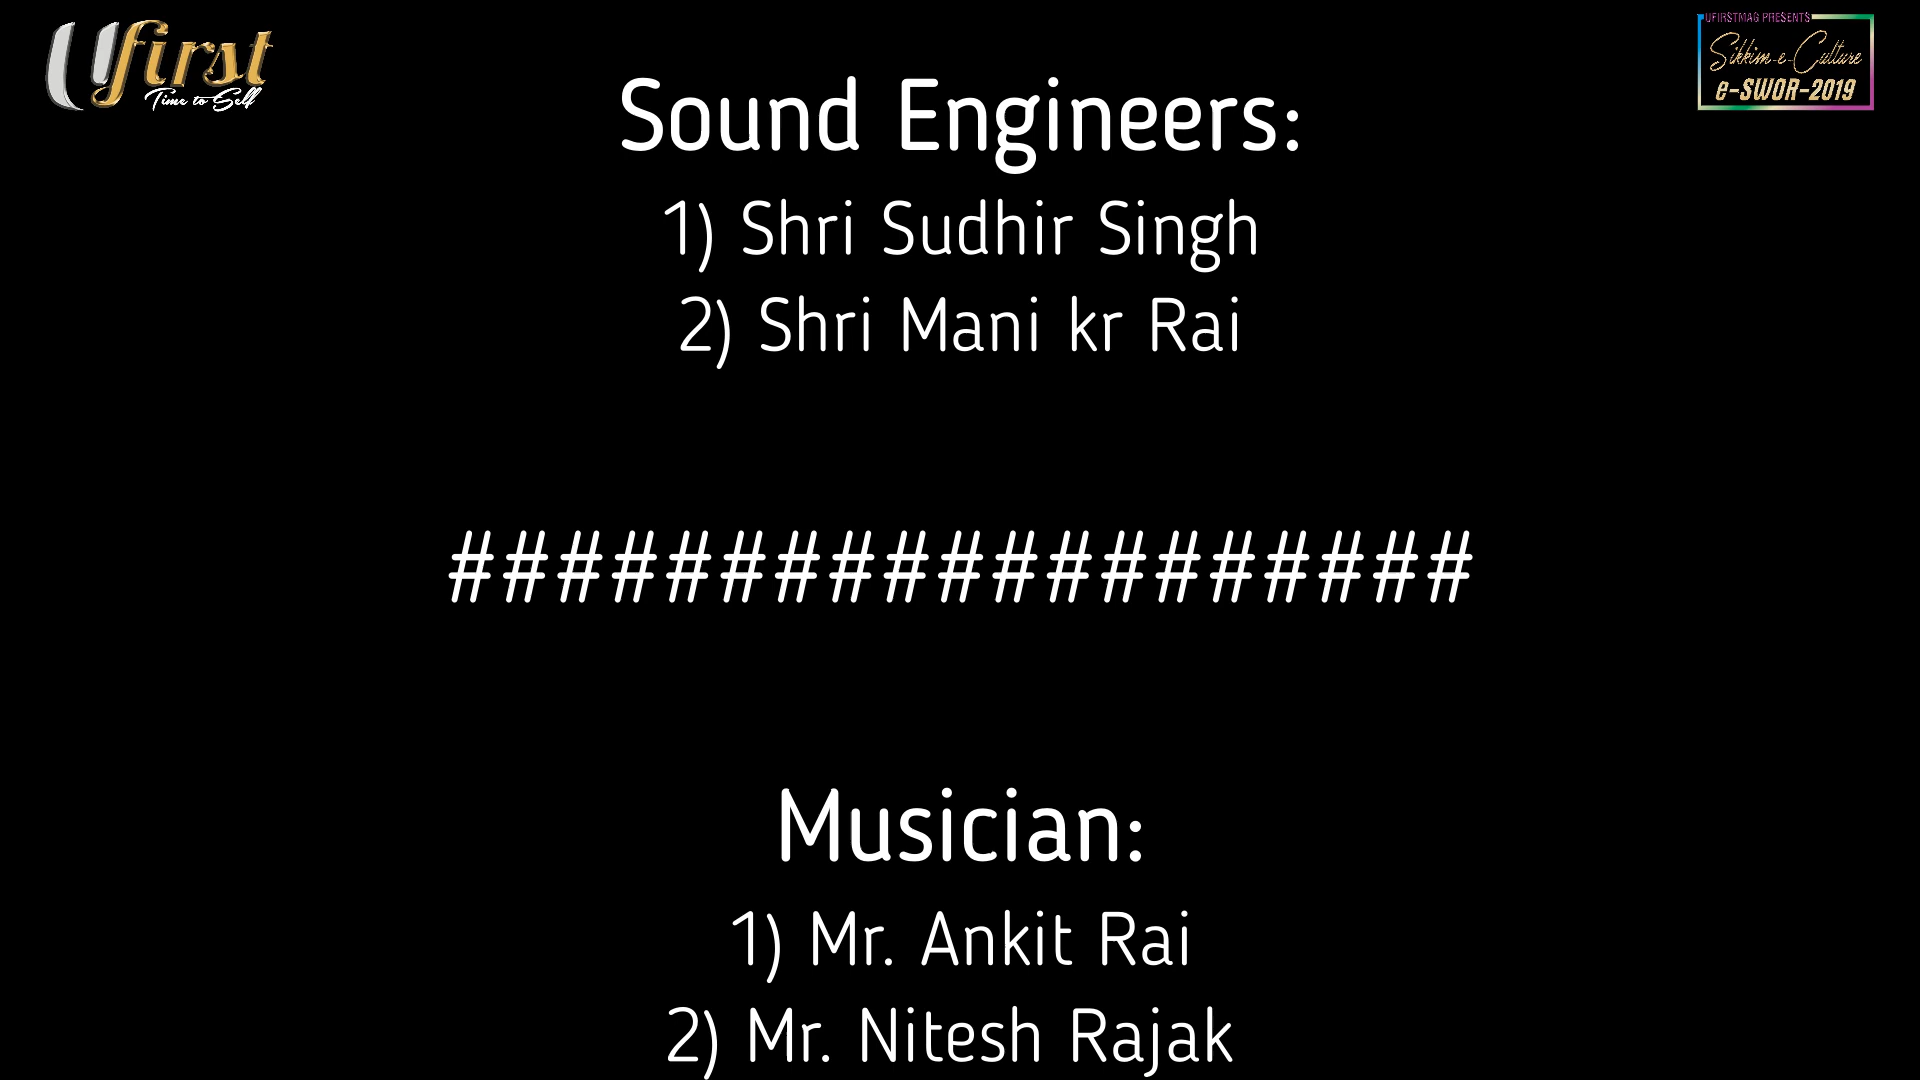 Ufirst
Time to Self
UFIRSTMAG PRESENTS
Sikkim-e-Culture
e-SWOR-2019
Sound Engineers:
1) Shri Sudhir Singh
2) Shri Mani kr Rai
###################
Musician:
1) Mr. Ankit Rai
2) Mr. Nitesh Rajak